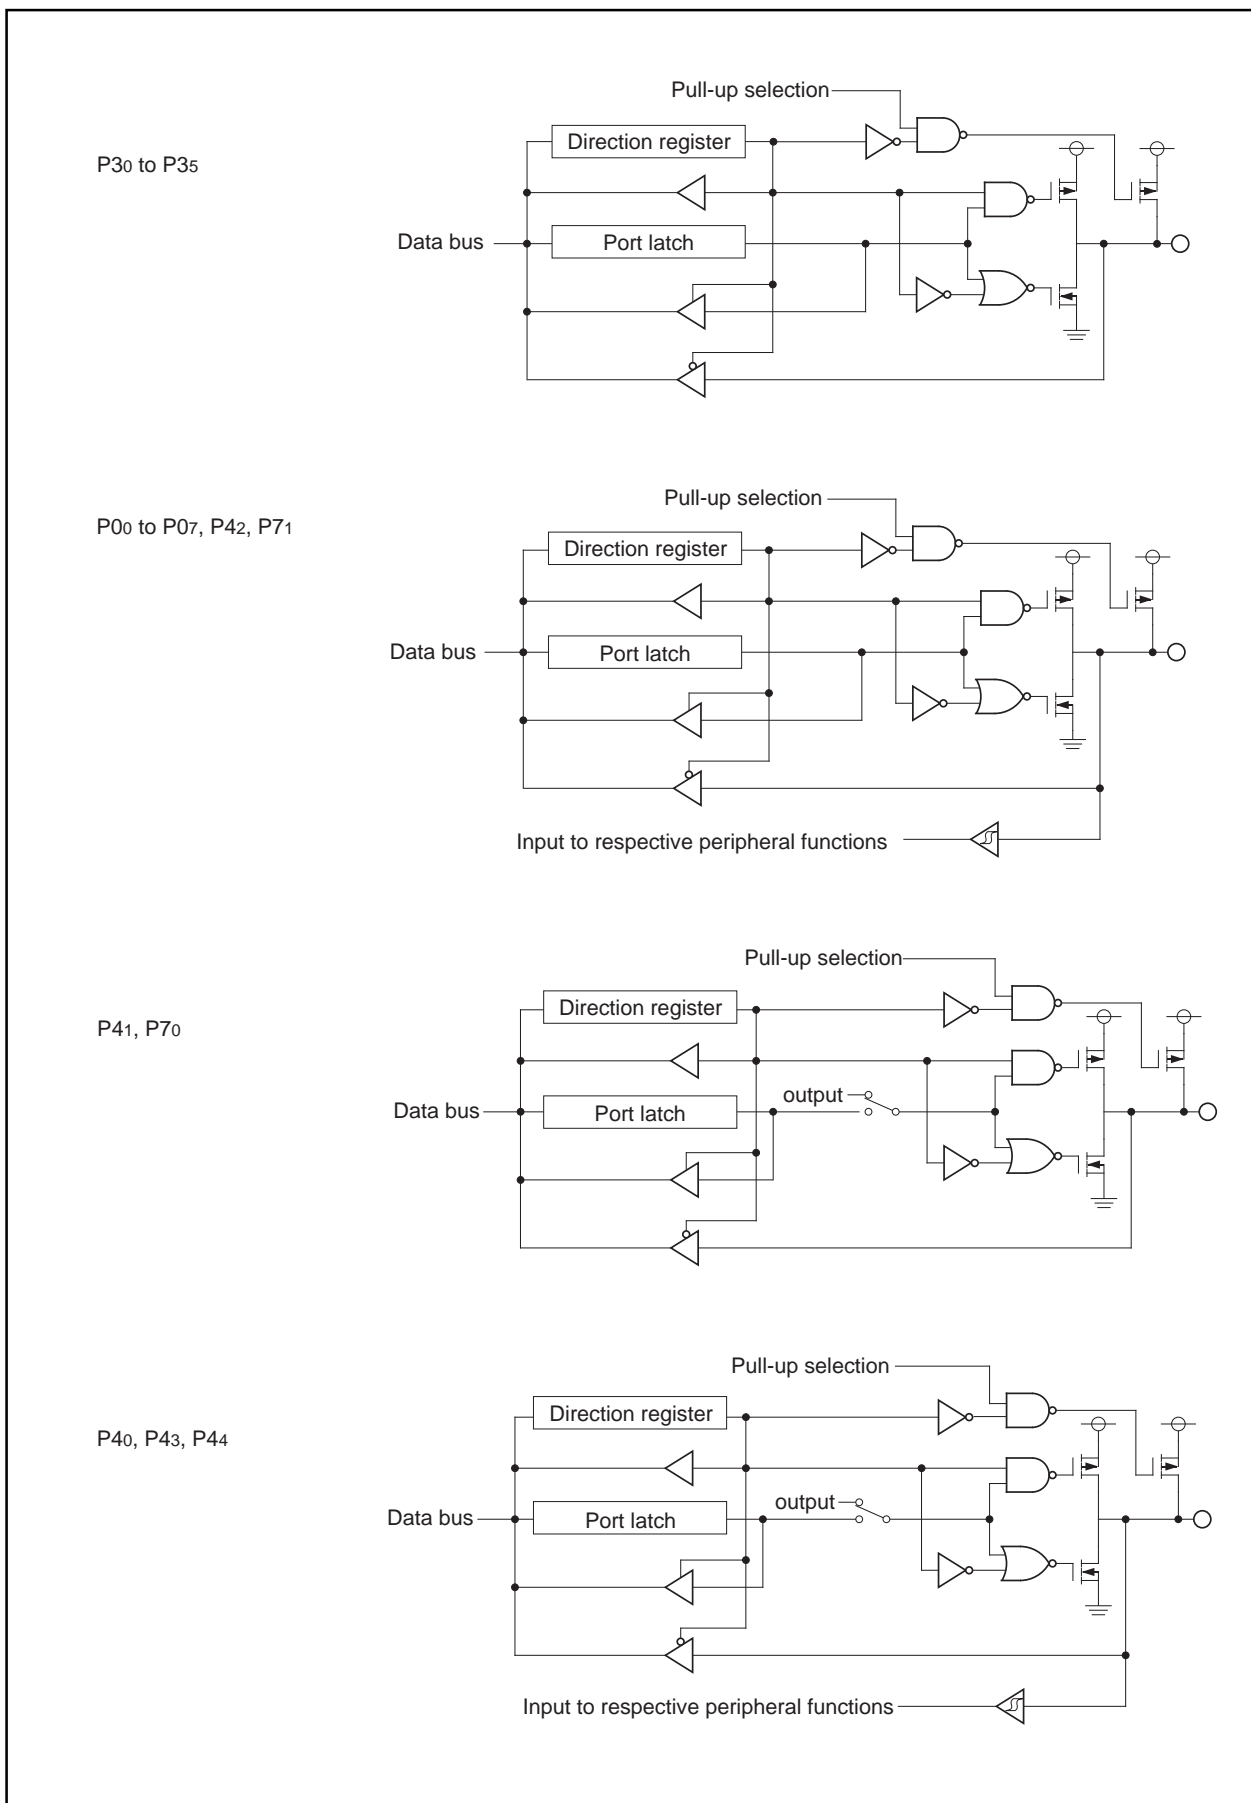 Pull-up selection
Direction register
P30 to P35
Data bus
Port latch
Pull-up selection
P00 to P07, P42, P71
Direction register
Data bus
Port latch
Input to respective peripheral functions
Pull-up selection
Direction register
P41, P70
output
Data bus
Port latch
Pull-up selection
Direction register
P40, P43, P44
output
Data bus
Port latch
Input to respective peripheral functions